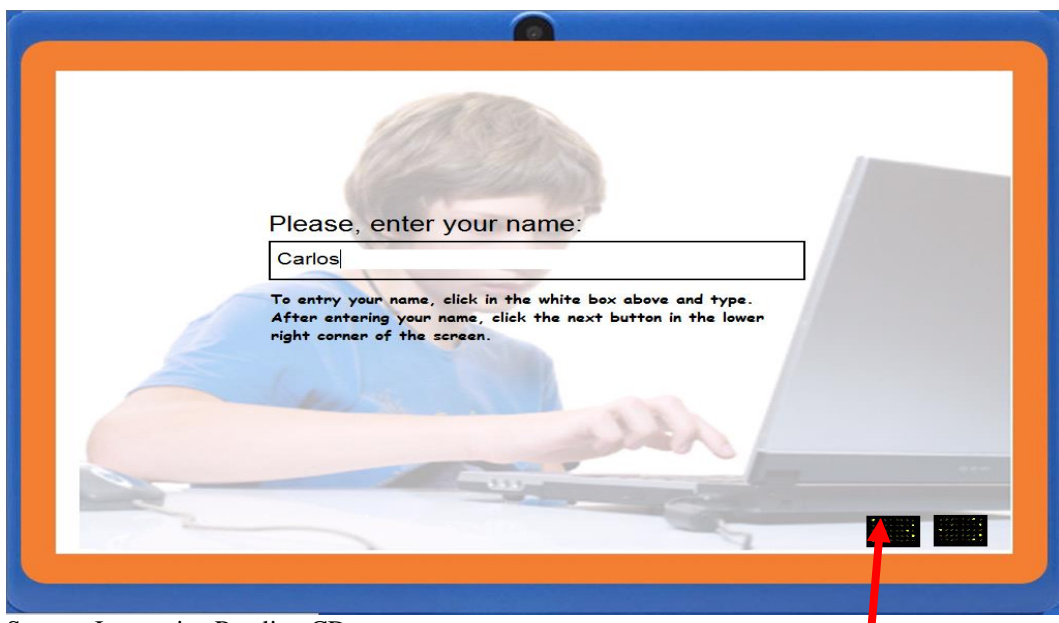 Please, enter your name:
Carlos
To entry your name, click in the white box above and type.
After entering your name, click the next button in the lower
right corner of the screen.